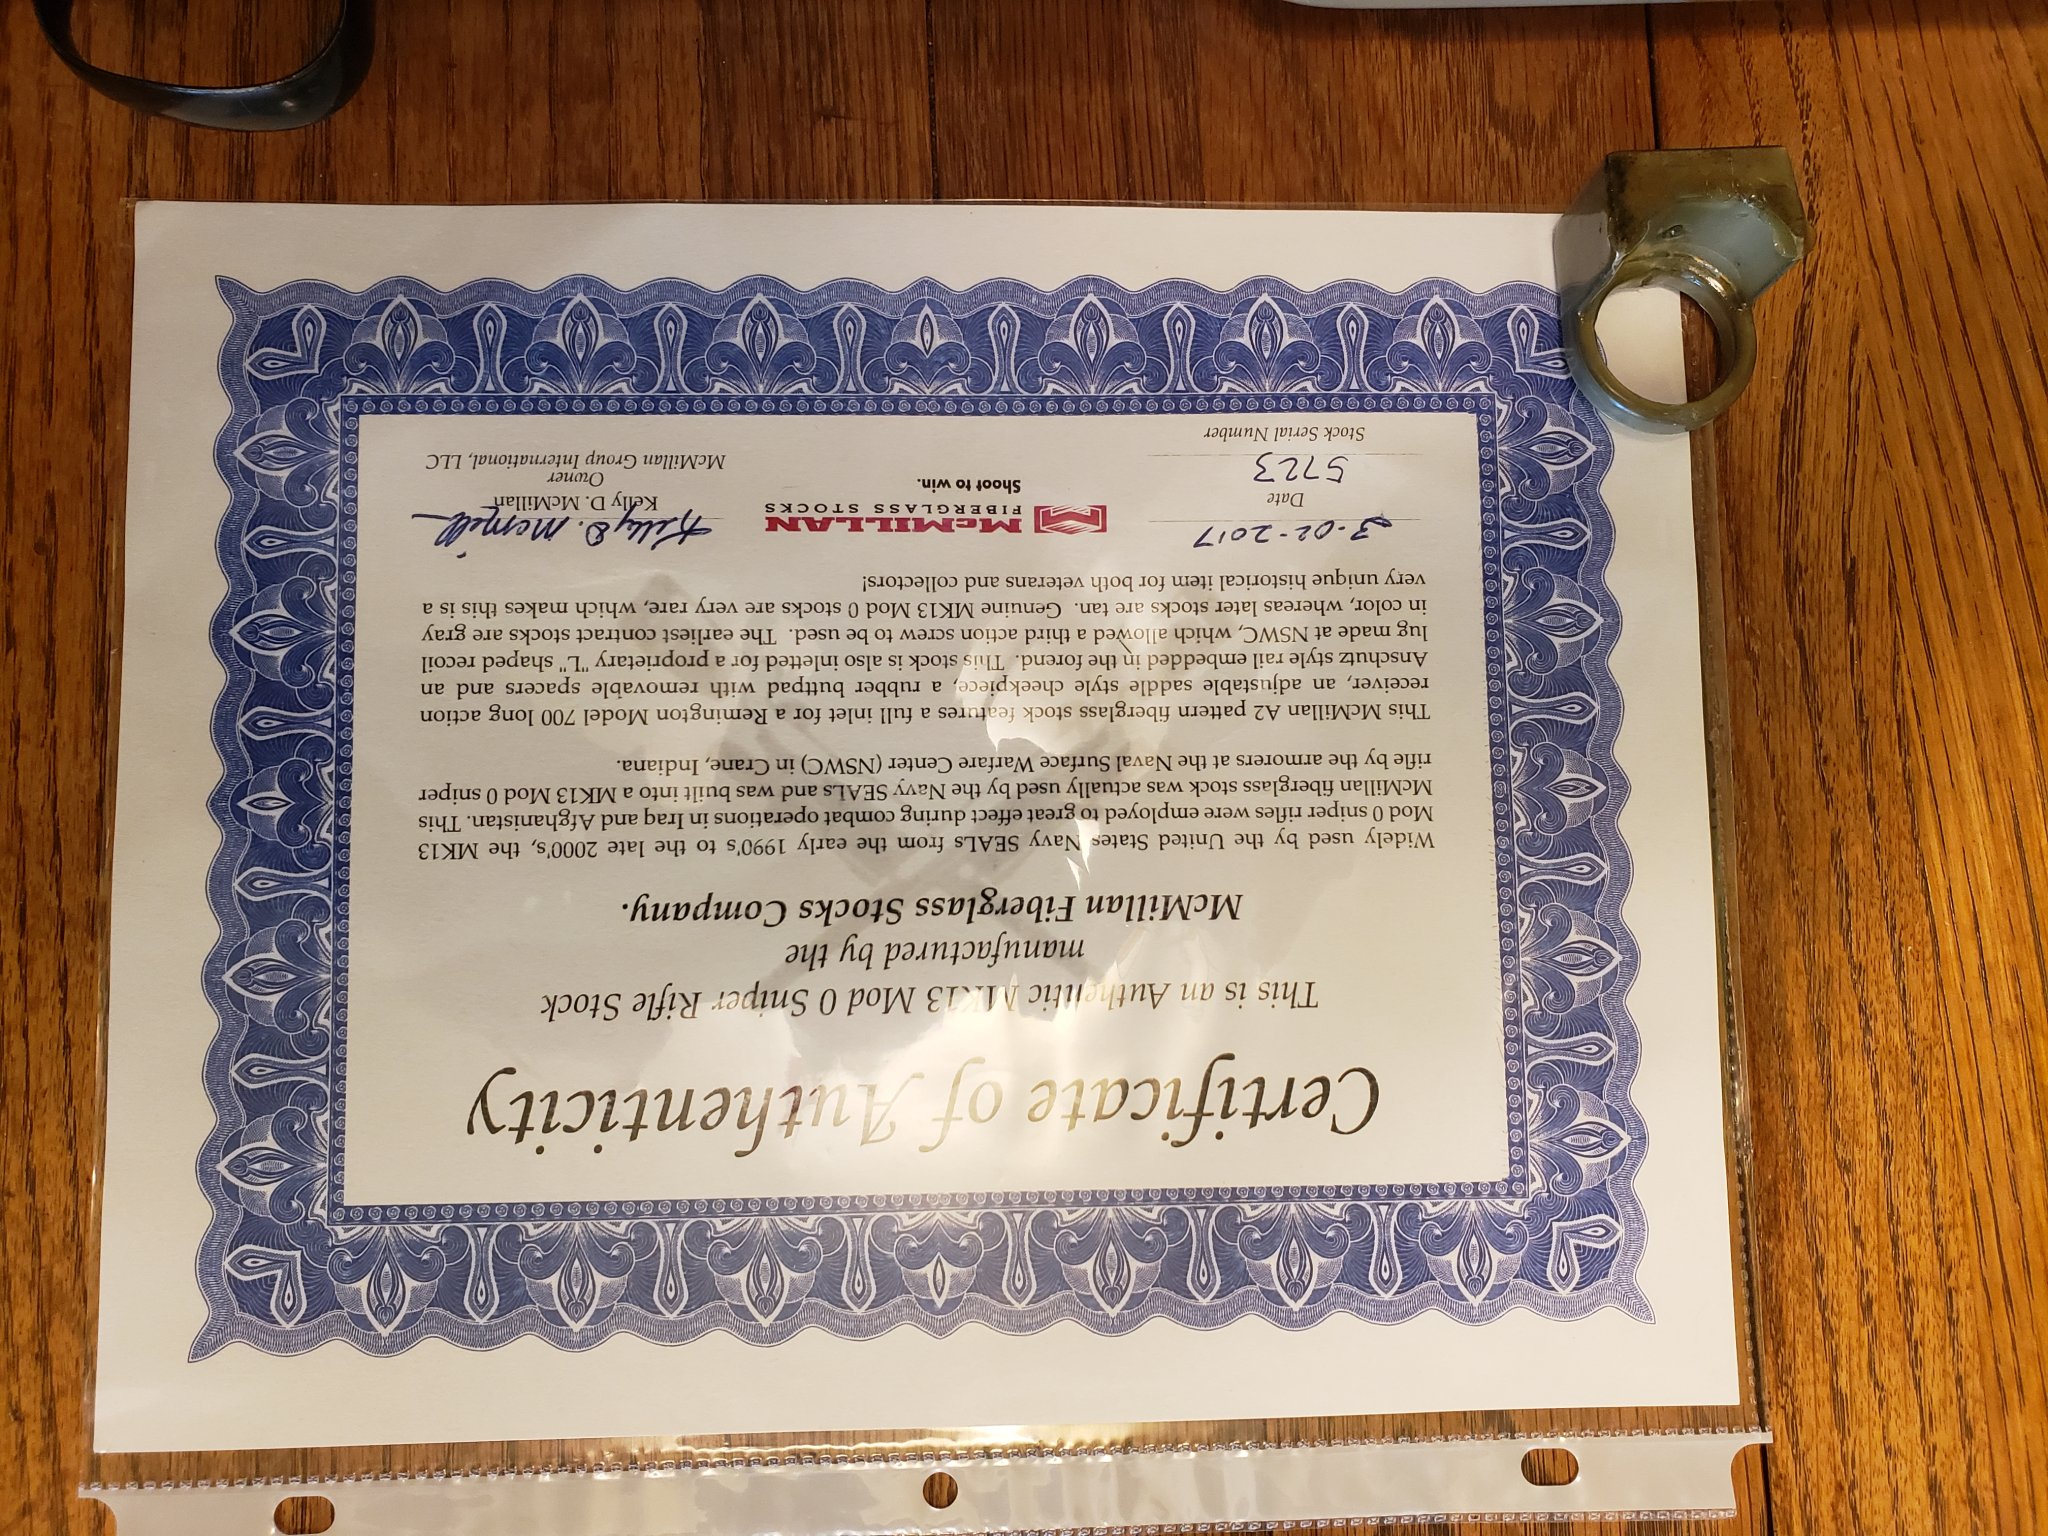 Certificate of Authenticity
This is an Authentic MK13 Mod 0 Sniper Rifle Stock
manufactured by the
McMillan Fiberglass Stocks Company.
Widely used by the United States Navy SEALs from the early 1990's to the late 2000's, the MK13
Mod 0 sniper rifles were employed to great effect during combat operations in Iraq and Afghanistan. This
McMillan fiberglass stock was actually used by the Navy SEALs and was built into a MK13 Mod 0 sniper
rifle by the armorers at the Naval Surface Warfare Center (NSWC) in Crane, Indiana.
This McMillan A2 pattern fiberglass stock features a full inlet for a Remington Model 700 long action
receiver, an adjustable saddle style cheekpiece, a rubber buttpad with removable spacers and an
Anschutz style rail embedded in the forend. This stock is also inletted for a proprietary "L" shaped recoil
lug made at NSWC, which allowed a third action screw to be used. The earliest contract stocks are gray
in color, whereas later stocks are tan. Genuine MK13 Mod 0 stocks are very rare, which makes this is a
very unique historical item for both veterans and collectors!
3-02-2017
Date
5723
Stock Serial Number
McMILLAN
FIBERGLASS STOCKS
Shoot to win.
Kelly D. McMill
Kelly D. McMillan
Owner
McMillan Group International, LLC